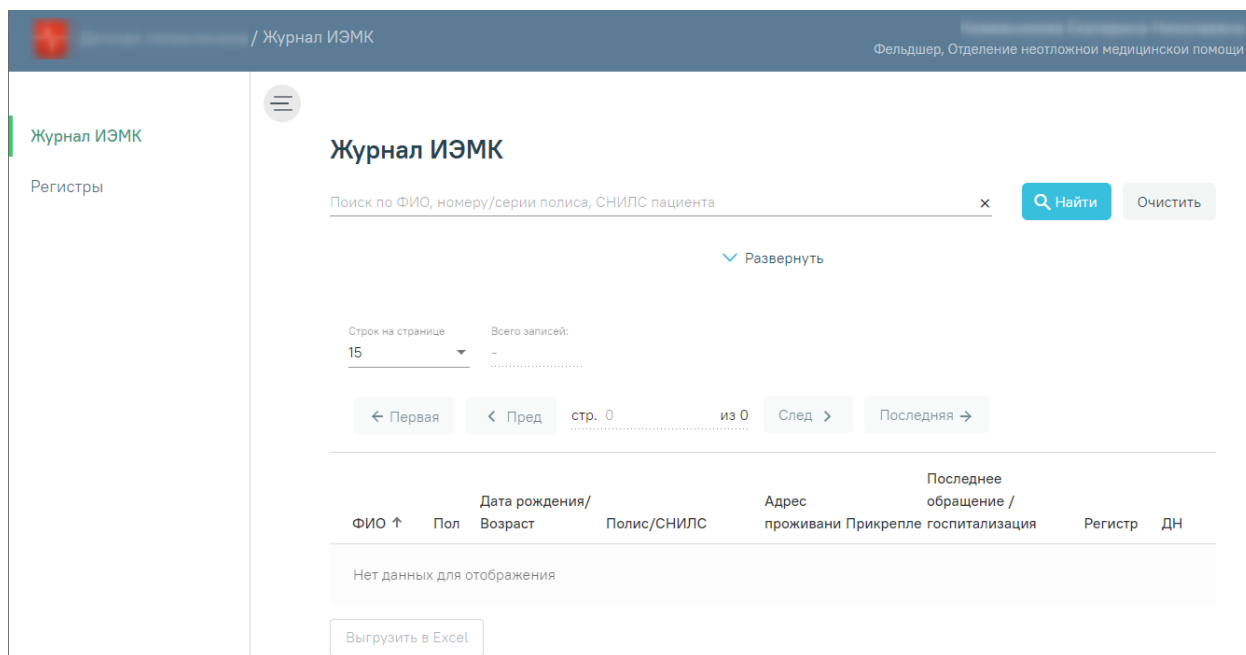 / Журнал ИЭМК
Фельдшер, Отделение неотложной медицинской помощи
Журнал ИЭМК
Регистры
Журнал ИЭМК
Поиск по ФИО, номеру/серии полиса, СНИЛС пациента
Найти
Очистить
Развернуть
Строк на странице
Всего записей:
15
-
Первая
Пред
стр. 0
из 0
След
Последняя
ФИО
Пол
Дата рождения/
Возраст
Полис/СНИЛС
Адрес
проживани
Прикрепле
Последнее
обращение /
госпитализация
Регистр
ДН
Нет данных для отображения
Выгрузить в Excel